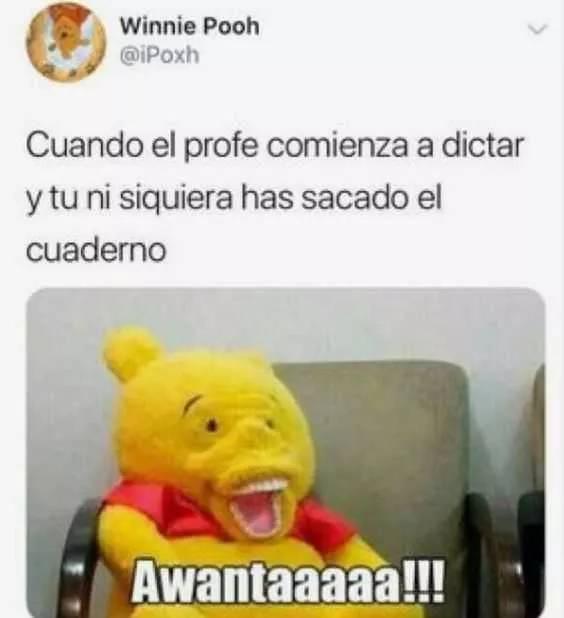 Winnie Pooh
@iPoxh
Cuando el profe comienza a dictar
y tu ni siquiera has sacado el
cuaderno
Awantaaaaa!!!